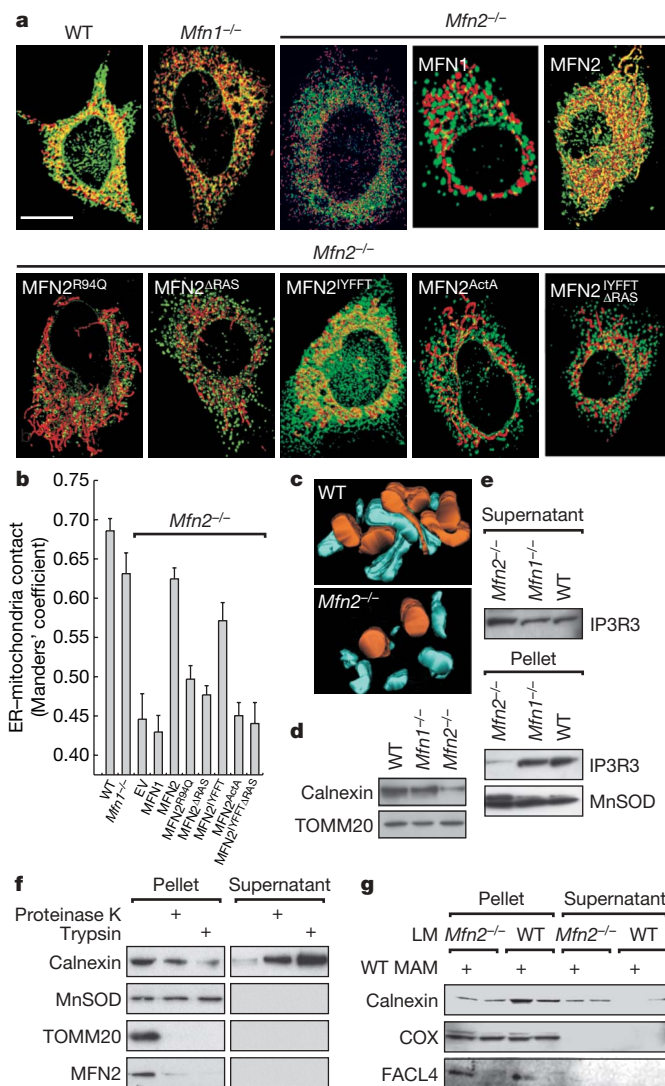 a
WT
Mfn1–/–
Mfn2–/–
MFN1
MFN2
Mfn2–/–
MFN2R94Q
MFN2ΔRAS
MFN2IYFFT
MFN2ActA
MFN2IYFFTΔRAS
b
ER–mitochondria contact
(Manders' coefficient)
0.75
0.70
0.65
0.60
0.55
0.50
0.45
0.40
Mfn2–/–
WT
Mfn1–/–
EV
MFN1
MFN2
MFN2R94Q
MFN2ΔRAS
MFN2IYFFT
MFN2ActA
MFN2IYFFTΔRAS
c
WT
Mfn2–/–
d
WT Mfn1–/– Mfn2–/–
Calnexin
TOMM20
e
Supernatant
Mfn2–/– Mfn1–/– WT
IP3R3
Pellet
Mfn2–/– Mfn1–/– WT
IP3R3
MnSOD
f
Pellet Supernatant
Proteinase K + +
Trypsin + +
Calnexin
MnSOD
TOMM20
MFN2
g
Pellet Supernatant
LM Mfn2–/– WT Mfn2–/– WT
WT MAM + + + +
Calnexin
COX
FACL4